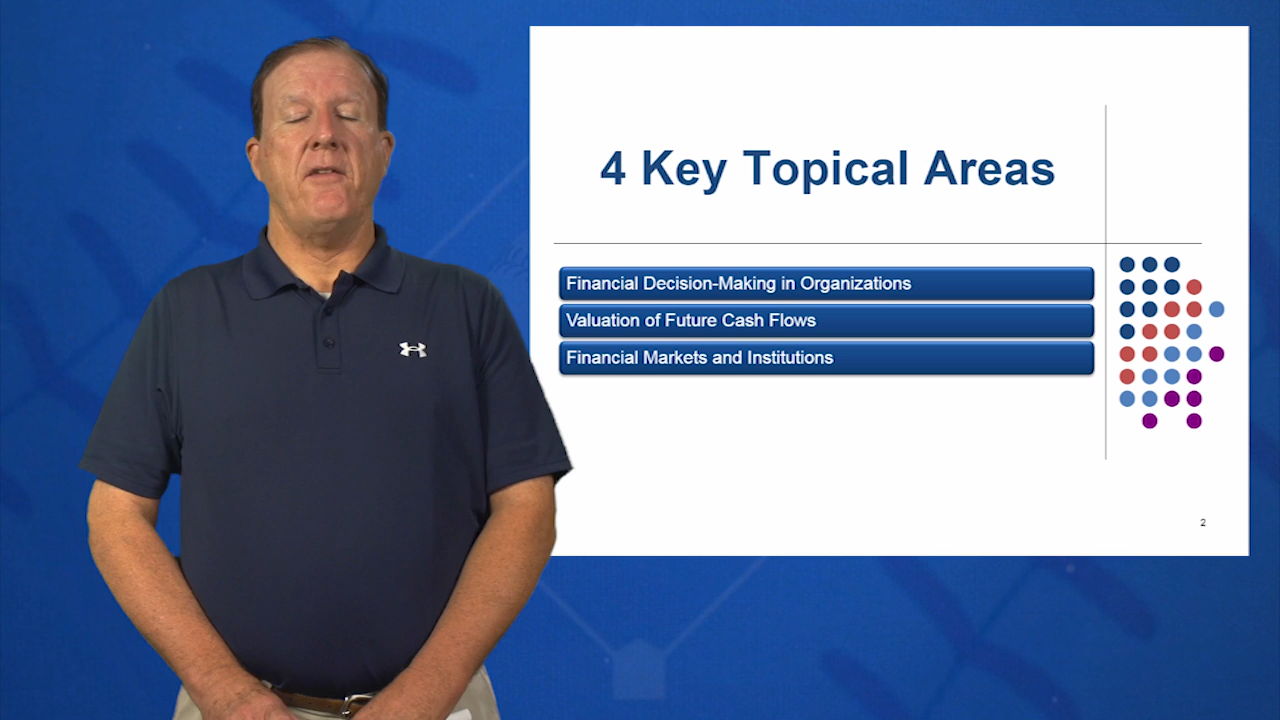 4 Key Topical Areas
Financial Decision-Making in Organizations
Valuation of Future Cash Flows
Financial Markets and Institutions
2